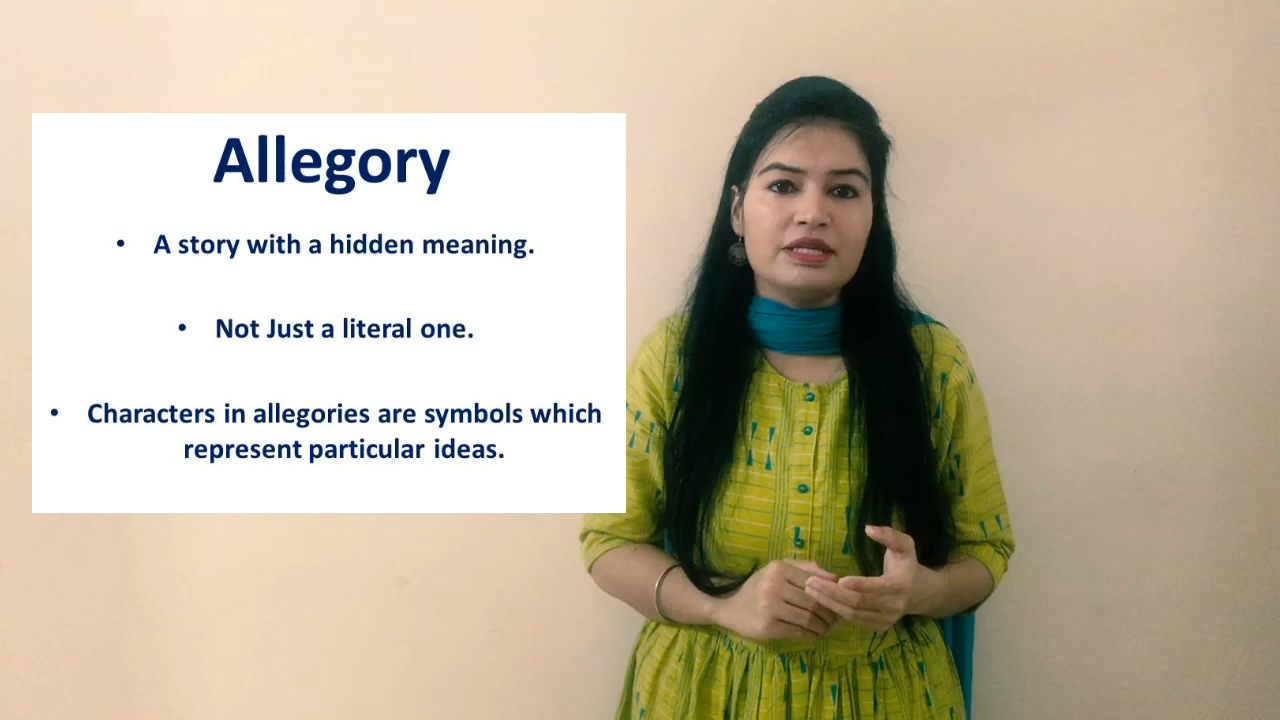 Allegory
• A story with a hidden meaning.
• Not Just a literal one.
• Characters in allegories are symbols which
represent particular ideas.